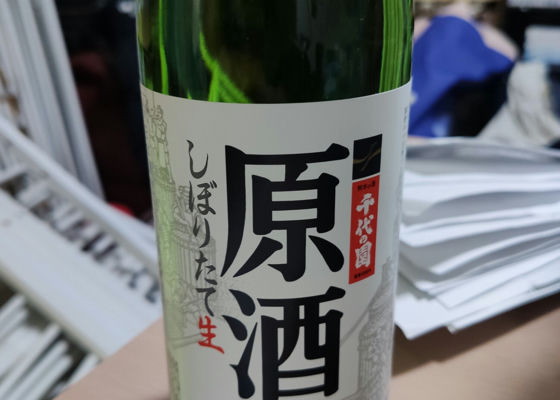 千代の園
原酒
しぼりたて生